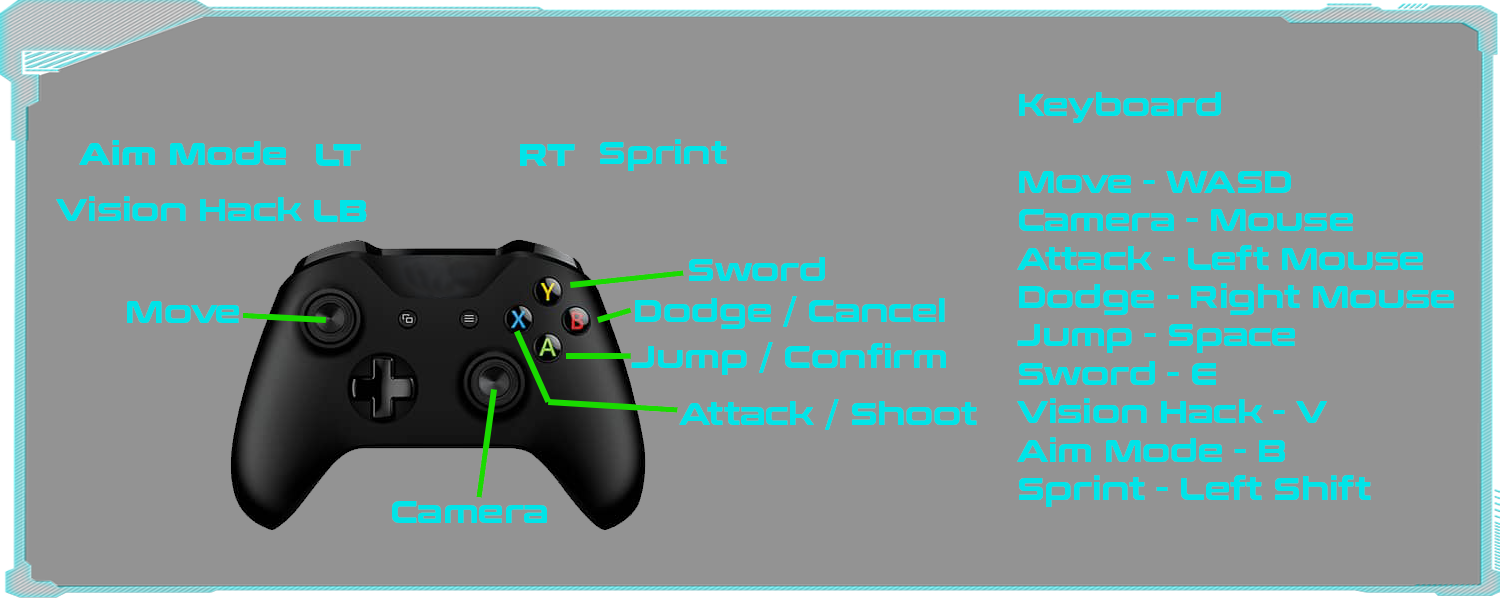 Aim Mode LT
RT Sprint
Vision Hack LB
Move
Y
X
B
A
Sword
Dodge / Cancel
Jump / Confirm
Attack / Shoot
Camera
Keyboard
Move - WASD
Camera - Mouse
Attack - Left Mouse
Dodge - Right Mouse
Jump - Space
Sword - E
Vision Hack - V
Aim Mode - B
Sprint - Left Shift